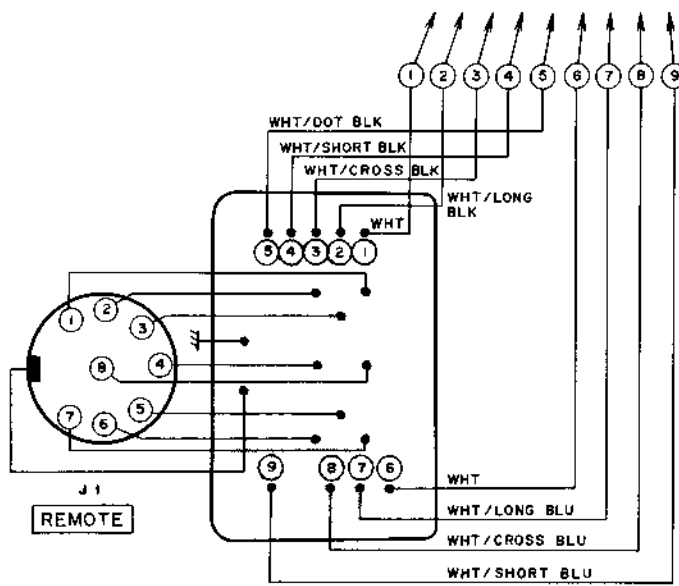 1 2 3 4 5 6 7 8 9
WHT/DOT BLK
WHT/SHORT BLK
WHT/CROSS BLK
WHT/LONG
BLK
WHT
5 4 3 2 1
1
2
3
4
8
5
7
6
9 8 7 6
WHT
WHT/LONG BLU
WHT/CROSS BLU
WHT/SHORT BLU
J1
REMOTE